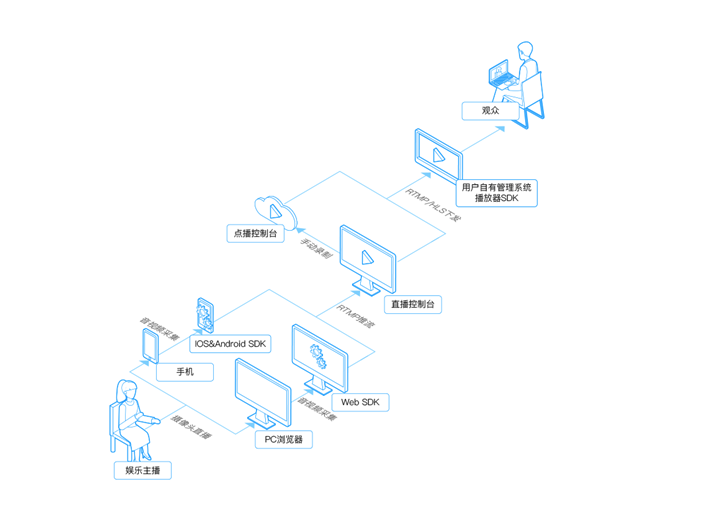 观众
用户自有管理系统
播放器SDK
RTMP/HLS下发
点播控制台
手动录制
直播控制台
RTMP推流
音视频采集
IOS&Android SDK
手机
Web SDK
音视频采集
摄像头直播
PC浏览器
娱乐主播